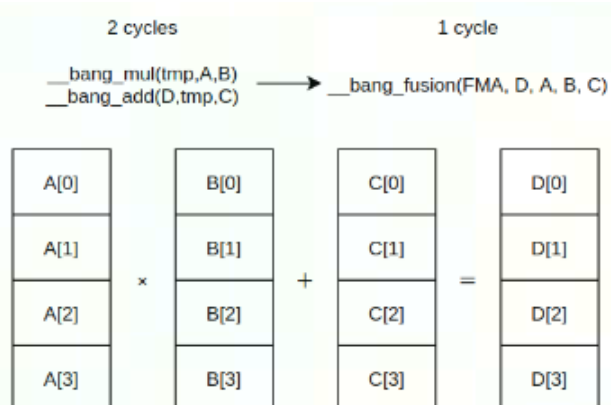 2 cycles
1 cycle
__bang_mul(tmp,A,B)
__bang_add(D,tmp,C)
__bang_fusion(FMA, D, A, B, C)
A[0] B[0] C[0] D[0]
A[1] B[1] C[1] D[1]
× + =
A[2] B[2] C[2] D[2]
A[3] B[3] C[3] D[3]